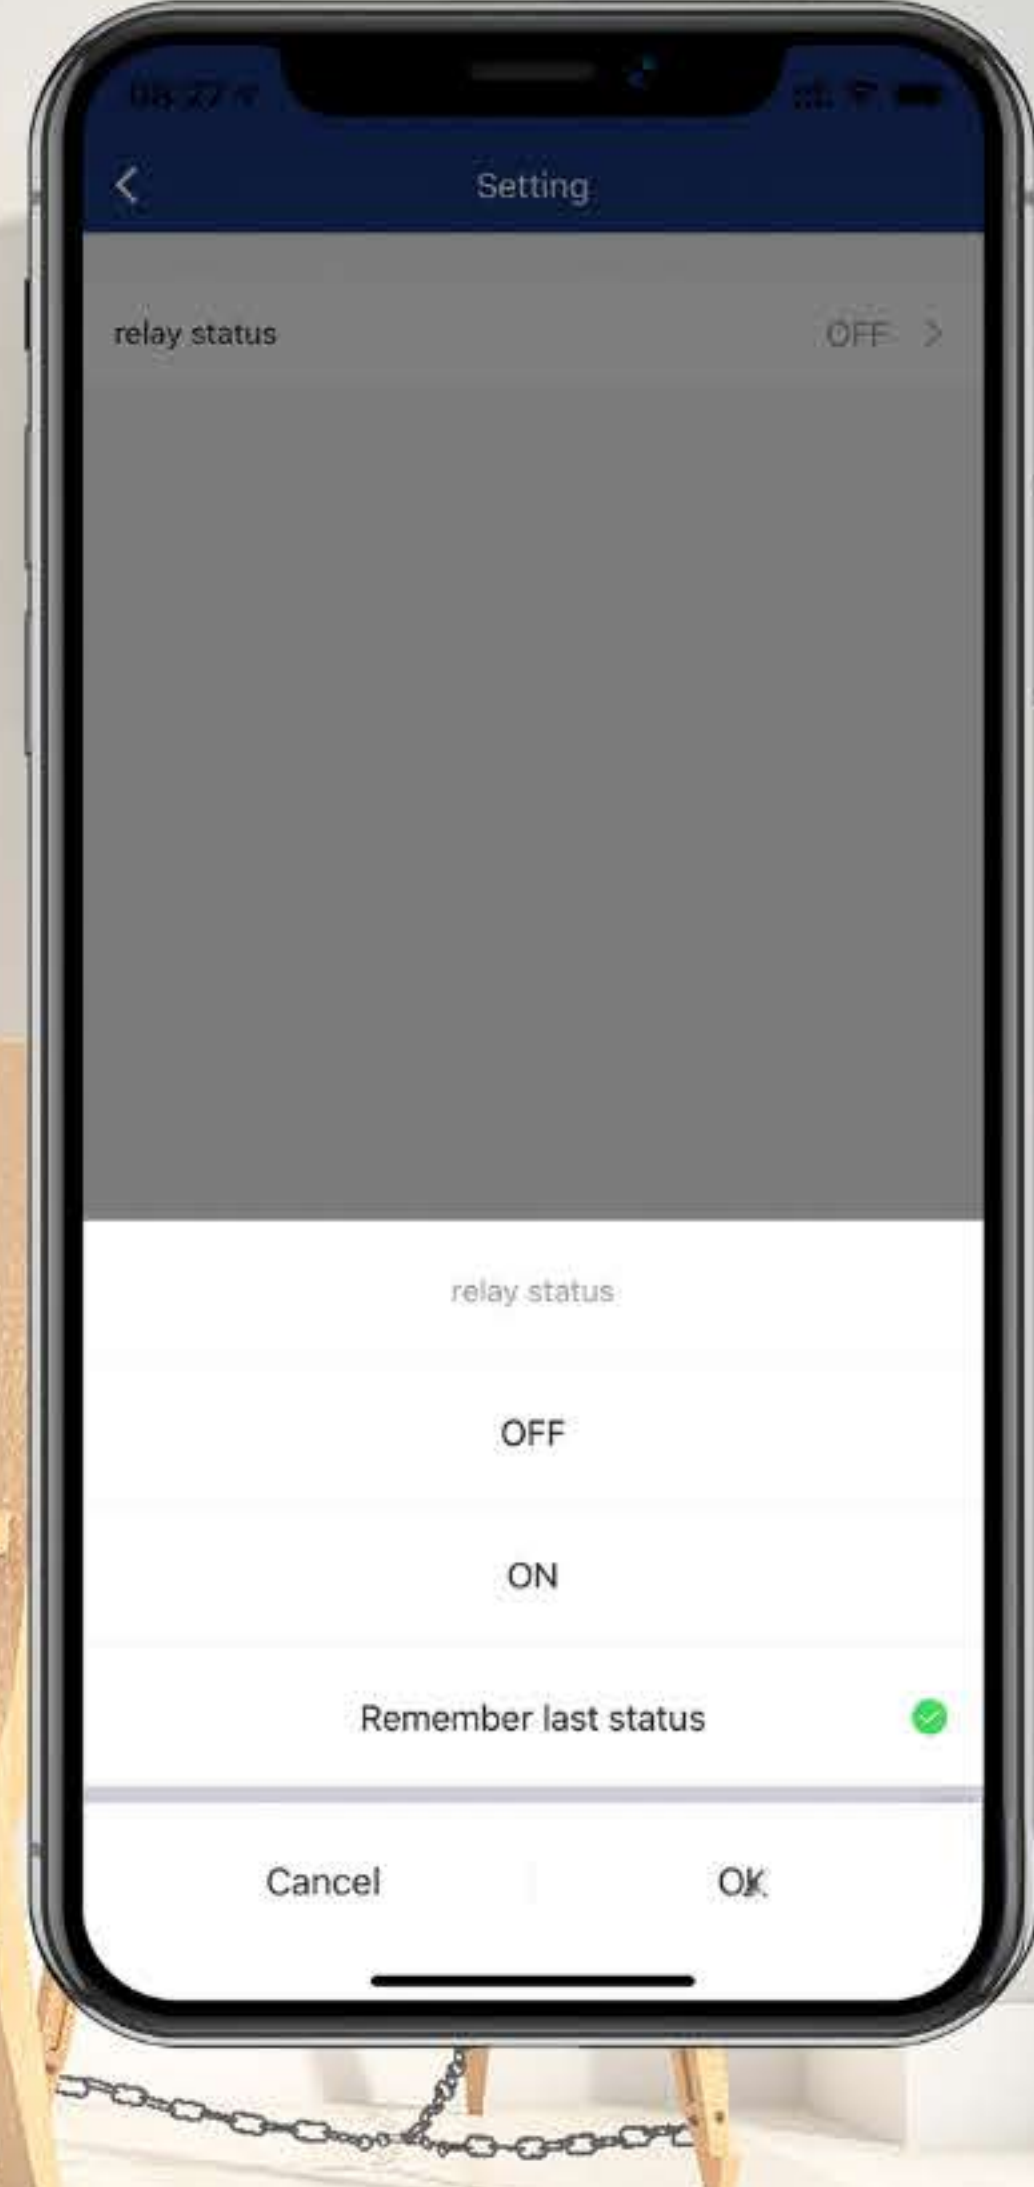 Setting
relay status OFF
relay status
OFF
ON
Remember last status
Cancel OK